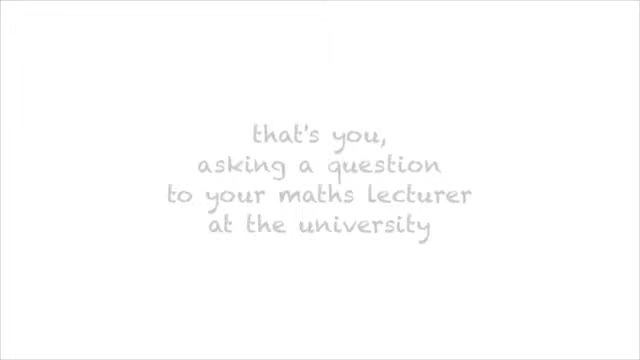 that's you,
asking a question
to your maths lecturer
at the university